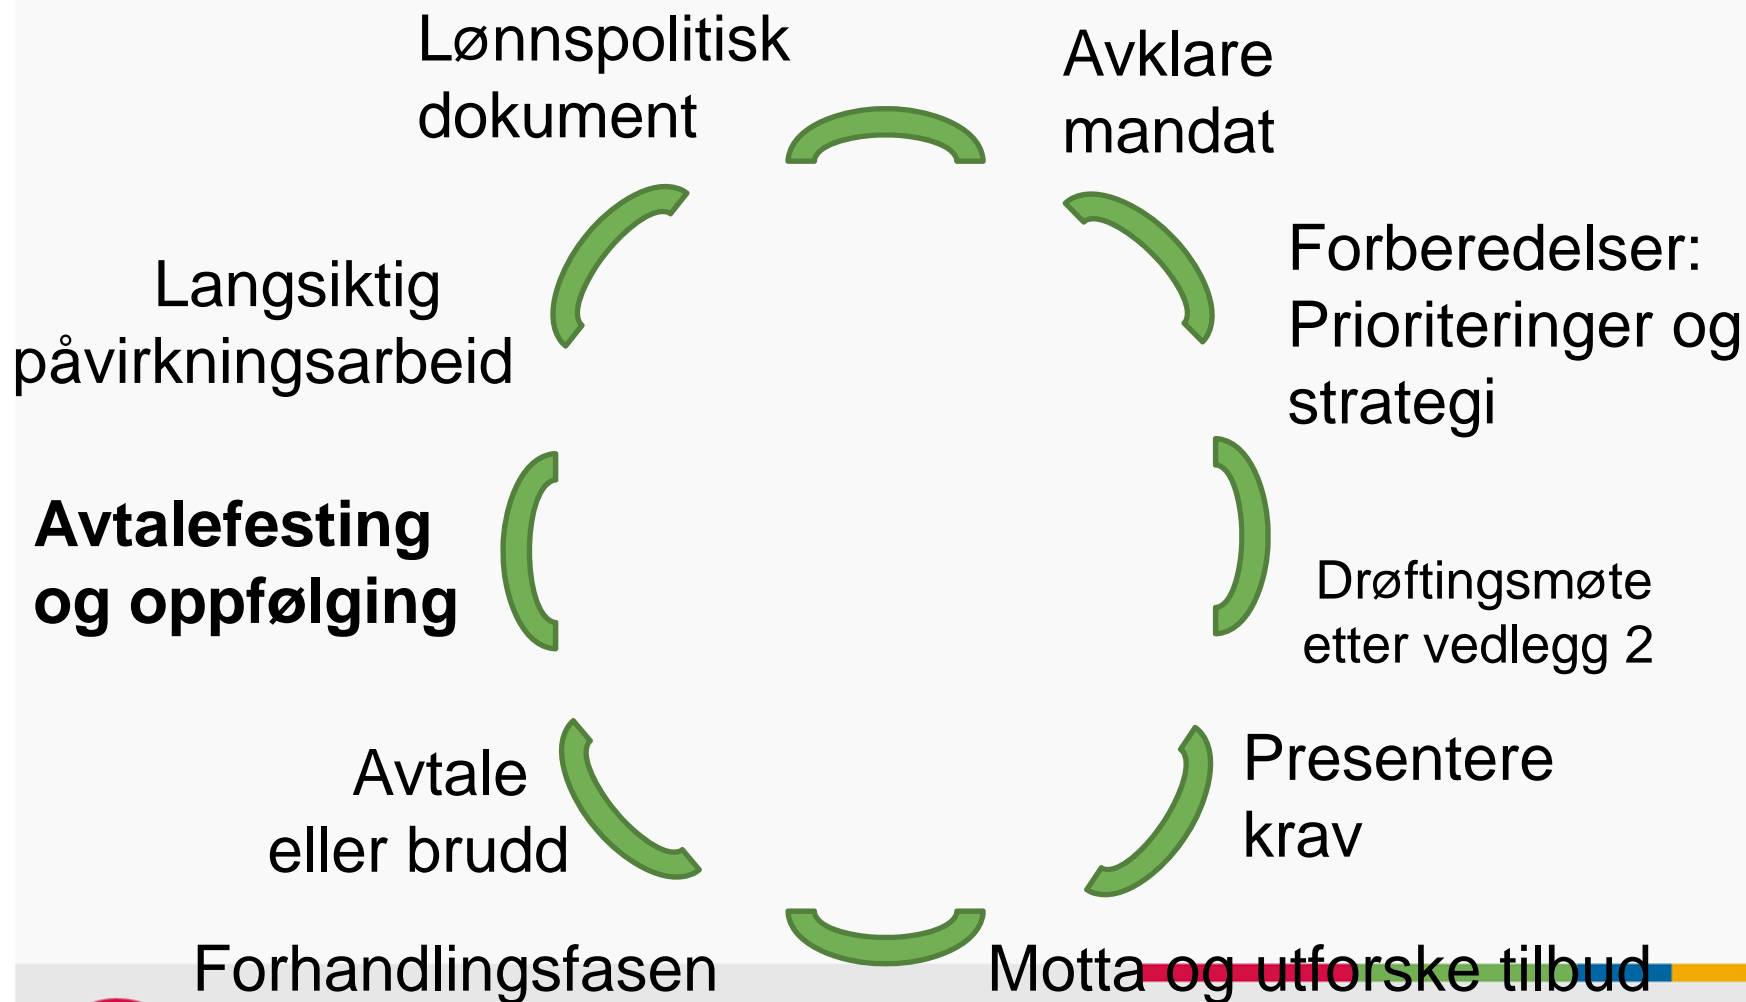 Lønnspolitisk
dokument
Avklare
mandat
Forberedelser:
Prioriteringer og
strategi
Langsiktig
påvirkningsarbeid
Avtalefesting
og oppfølging
Drøftingsmøte
etter vedlegg 2
Presentere
krav
Avtale
eller brudd
Forhandlingsfasen
Motta og utforske tilbud